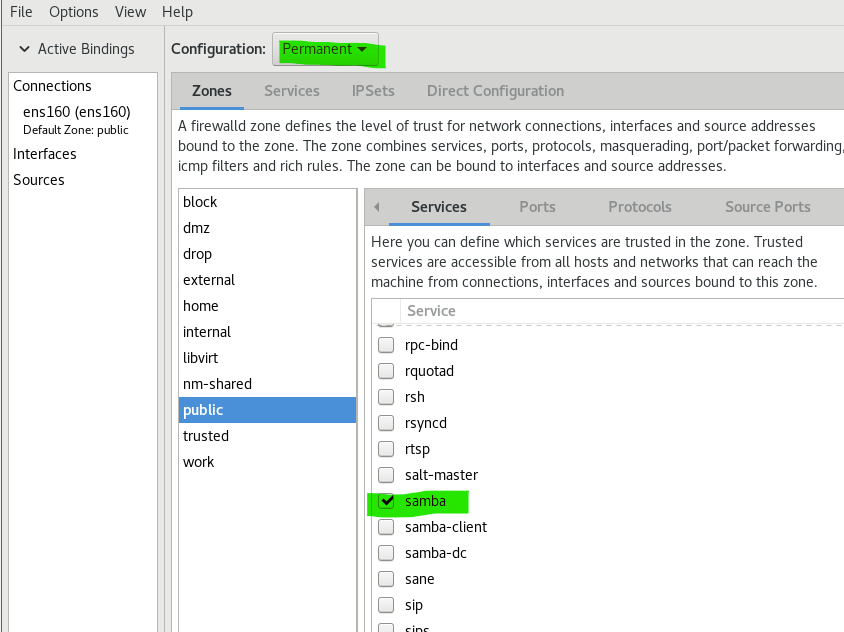 File Options View Help
Active Bindings
Configuration: Permanent
Connections
ens160 (ens160)
Default Zone: public
Interfaces
Sources
Zones Services IPSets Direct Configuration
A firewalld zone defines the level of trust for network connections, interfaces and source addresses
bound to the zone. The zone combines services, ports, protocols, masquerading, port/packet forwarding,
icmp filters and rich rules. The zone can be bound to interfaces and source addresses.
block
dmz
drop
external
home
internal
libvirt
nm-shared
public
trusted
work
Services Ports Protocols Source Ports
Here you can define which services are trusted in the zone. Trusted
services are accessible from all hosts and networks that can reach the
machine from connections, interfaces and sources bound to this zone.
Service
rpc-bind
rquotad
rsh
rsyncd
rtsp
salt-master
samba
samba-client
samba-dc
sane
sip
sips